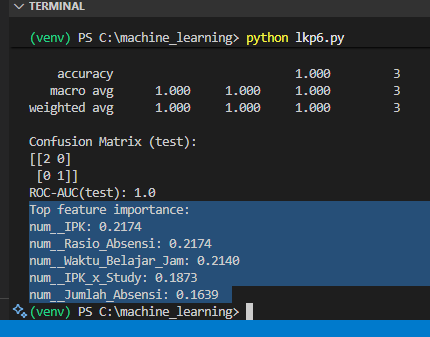 TERMINAL
(venv) PS C:\machine_learning> python lkp6.py
accuracy 1.000 3
macro avg 1.000 1.000 1.000 3
weighted avg 1.000 1.000 1.000 3
Confusion Matrix (test):
[[2 0]
[0 1]]
ROC-AUC(test): 1.0
Top feature importance:
num__IPK: 0.2174
num__Rasio_Absensi: 0.2174
num__Waktu_Belajar_Jam: 0.2140
num__IPK_x_Study: 0.1873
num__Jumlah_Absensi: 0.1639
(venv) PS C:\machine_learning>